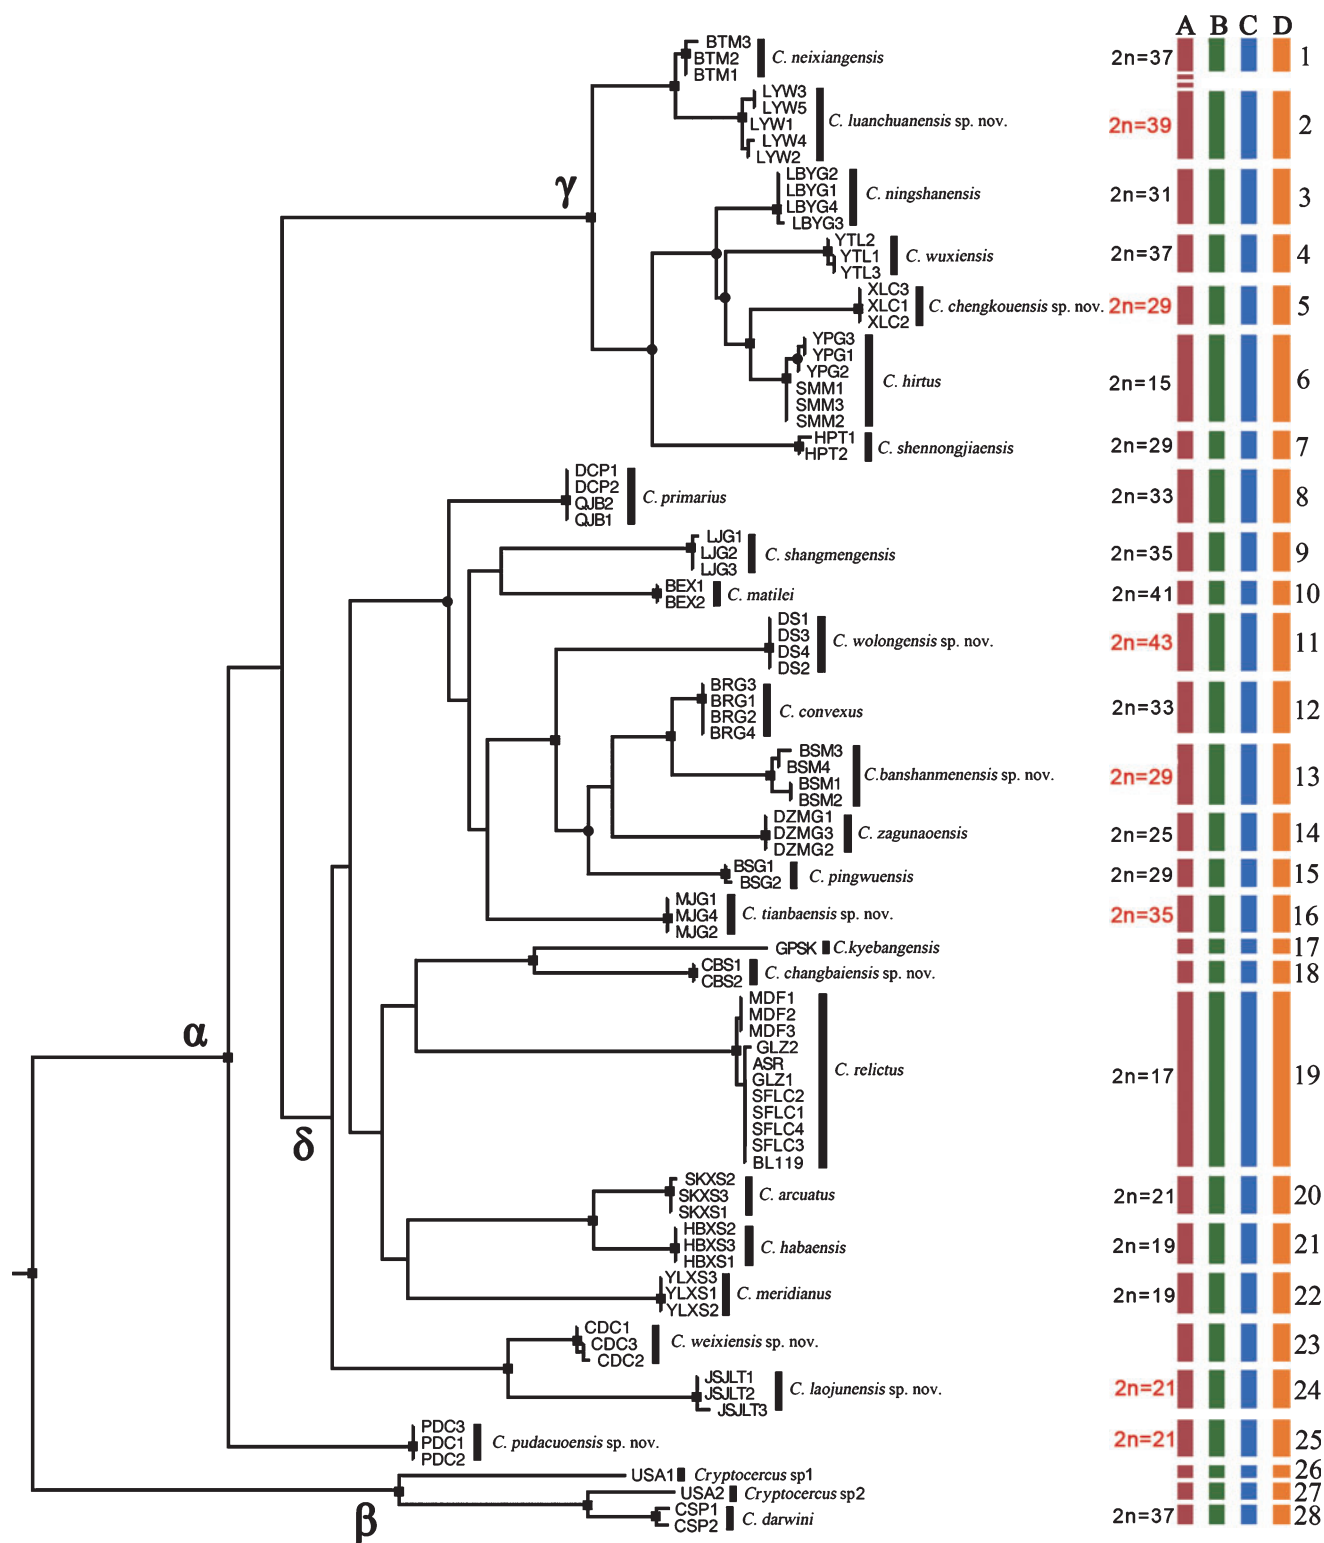 A B C D
BTM3
BTM2
BTM1
C. neixiangensis
2n=37
1
LYW3
LYW5
LYW1
LYW4
LYW2
C. luanchuanensis sp. nov.
2n=39
2
γ
LBYG2
LBYG1
LBYG4
LBYG3
C. ningshanensis
2n=31
3
YTL2
YTL1
YTL3
C. wuxiensis
2n=37
4
XLC3
XLC1
XLC2
C. chengkouensis sp. nov.
2n=29
5
YPG3
YPG1
YPG2
SMM1
SMM3
SMM2
C. hirtus
2n=15
6
HPT1
HPT2
C. shennongjiaensis
2n=29
7
DCP1
DCP2
QJB2
QJB1
C. primarius
2n=33
8
LJG1
LJG2
LJG3
C. shangmengensis
2n=35
9
BEX1
BEX2
C. matilei
2n=41
10
DS1
DS3
DS4
DS2
C. wolongensis sp. nov.
2n=43
11
BRG3
BRG1
BRG2
BRG4
C. convexus
2n=33
12
BSM3
BSM4
BSM1
BSM2
C.banshanmenensis sp. nov.
2n=29
13
DZMG1
DZMG3
DZMG2
C. zagunaoensis
2n=25
14
BSG1
BSG2
C. pingwuensis
2n=29
15
MJG1
MJG4
MJG2
C. tianbaensis sp. nov.
2n=35
16
GPSK
C.kyebangensis
17
CBS1
CBS2
C. changbaiensis sp. nov.
18
α
MDF1
MDF2
MDF3
GLZ2
ASR
GLZ1
SFLC2
SFLC1
SFLC4
SFLC3
BL119
C. relictus
2n=17
19
δ
SKXS2
SKXS3
SKXS1
C. arcuatus
2n=21
20
HBXS2
HBXS3
HBXS1
C. habaensis
2n=19
21
YLXS3
YLXS1
YLXS2
C. meridianus
2n=19
22
CDC1
CDC3
CDC2
C. weixiensis sp. nov.
23
JSJLT1
JSJLT2
JSJLT3
C. laojunensis sp. nov.
2n=21
24
PDC3
PDC1
PDC2
C. pudacuoensis sp. nov.
2n=21
25
USA1
Cryptocercus sp1
26
USA2
Cryptocercus sp2
27
β
CSP1
CSP2
C. darwini
2n=37
28